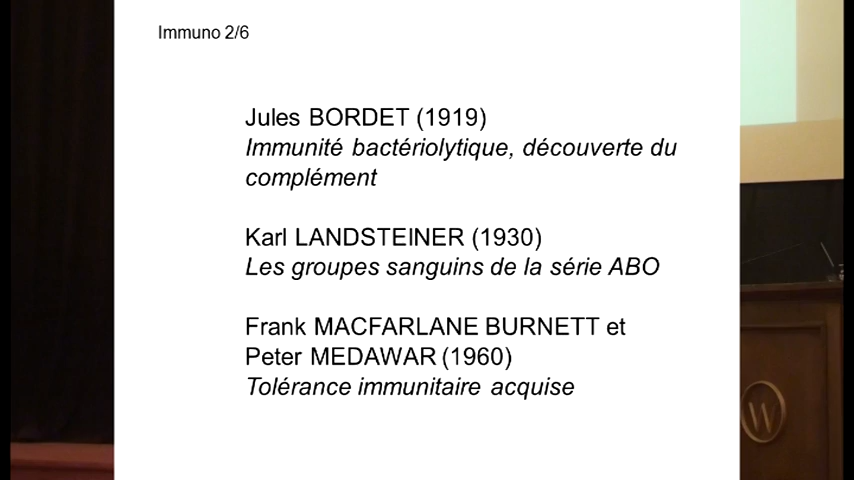 Immuno 2/6
Jules BORDET (1919)
Immunité bactériolytique, découverte du
complément
Karl LANDSTEINER (1930)
Les groupes sanguins de la série ABO
Frank MACFARLANE BURNETT et
Peter MEDAWAR (1960)
Tolérance immunitaire acquise
W